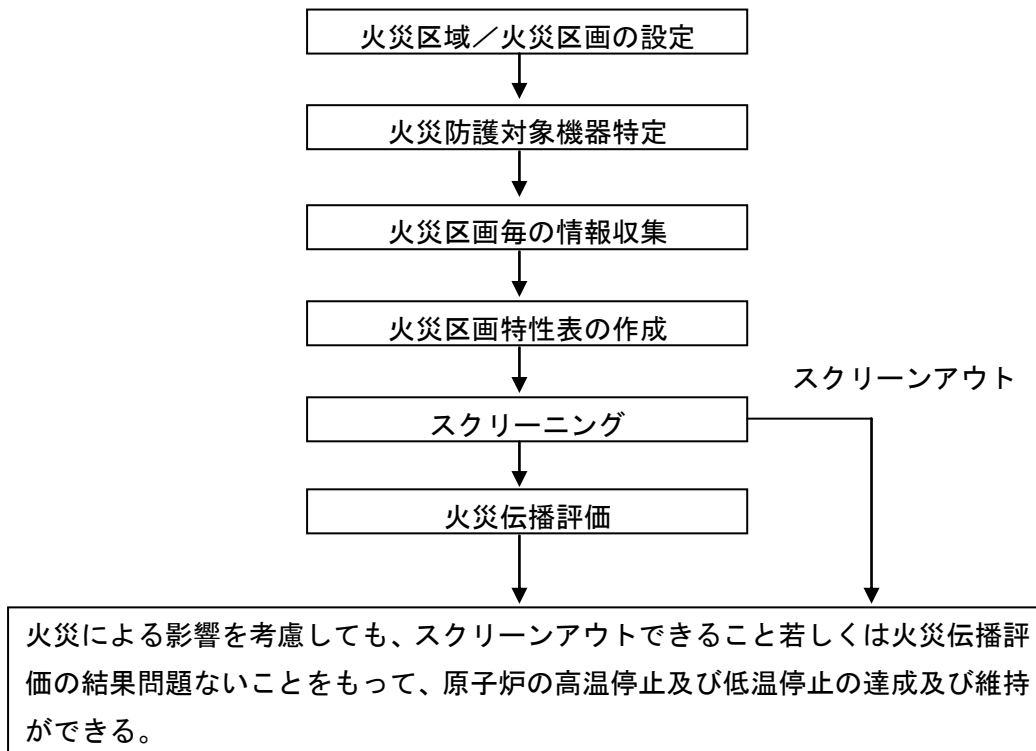 火災区域／火災区画の設定
火災防護対象機器特定
火災区画毎の情報収集
火災区画特性表の作成
スクリーンアウト
スクリーニング
火災伝播評価
火災による影響を考慮しても、スクリーンアウトできること若しくは火災伝播評
価の結果問題ないことをもって、原子炉の高温停止及び低温停止の達成及び維持
ができる。